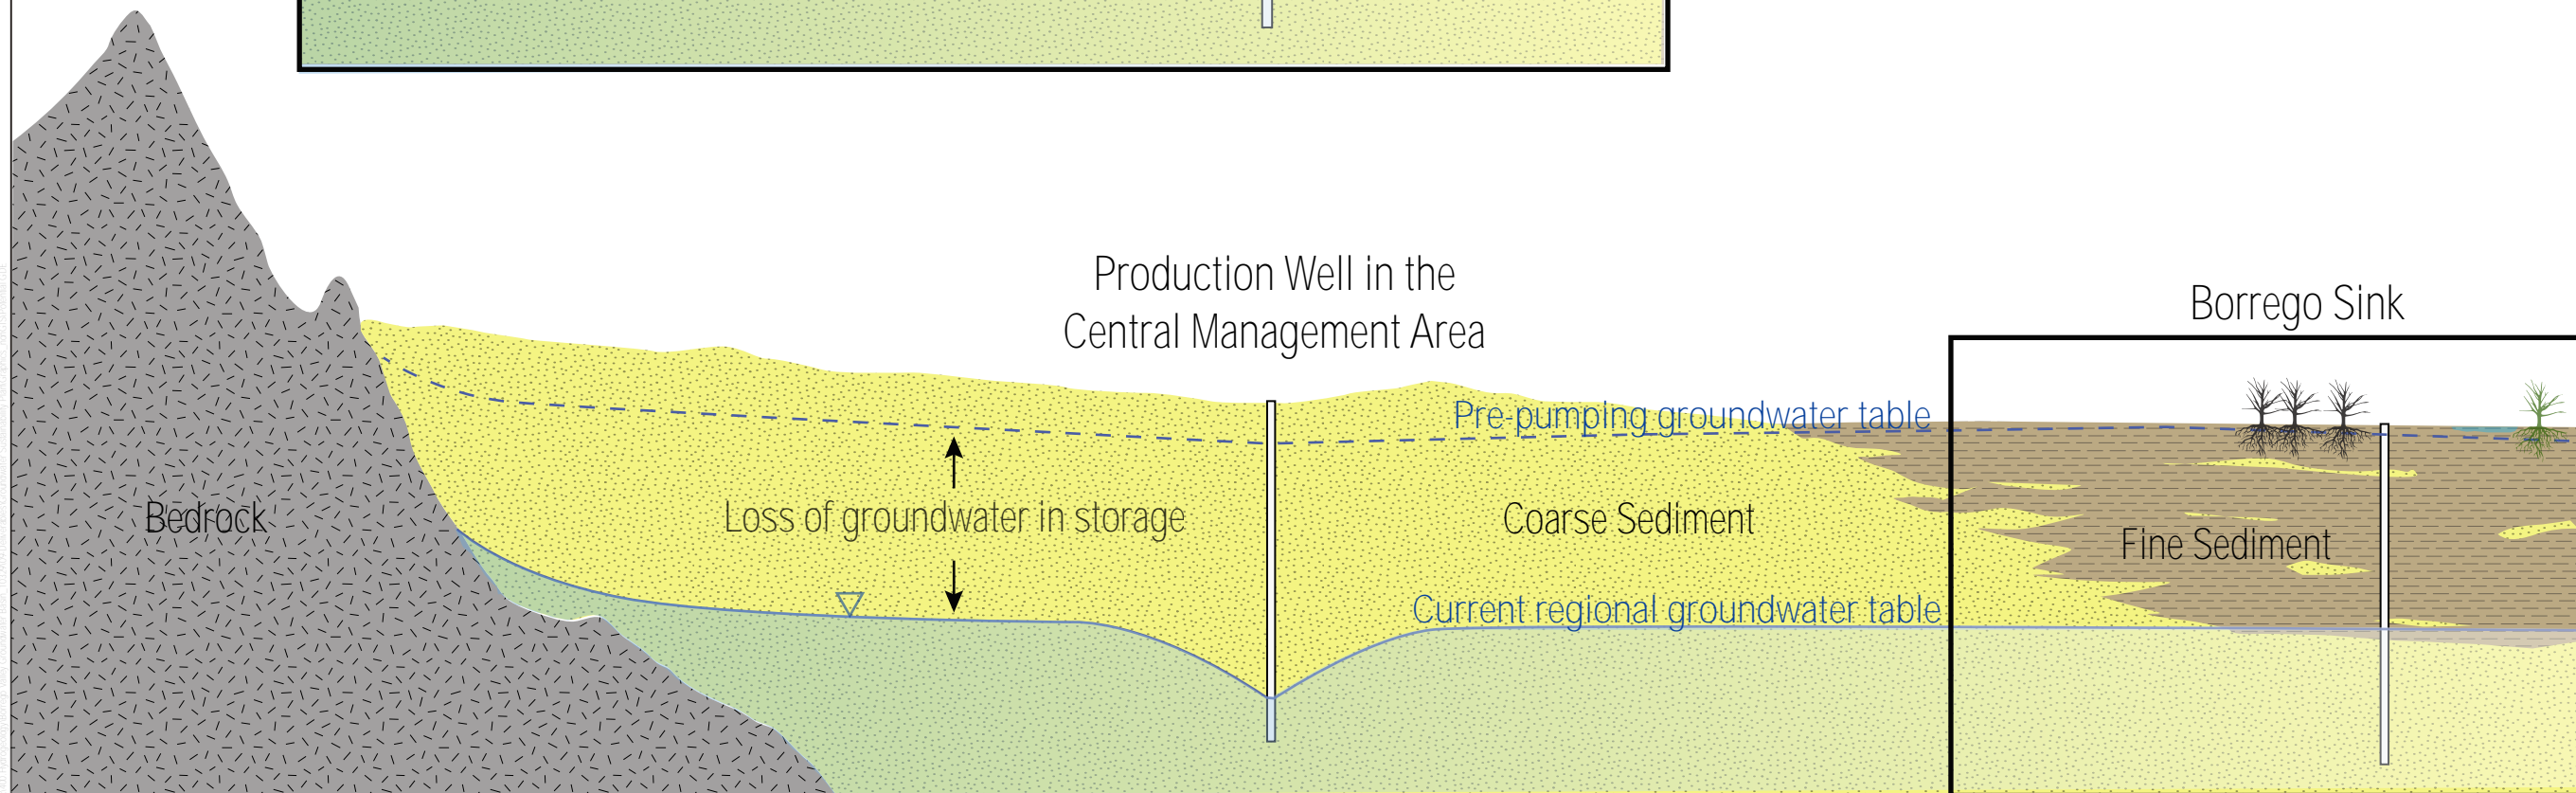 Production Well in the
Central Management Area
Borrego Sink
Pre-pumping groundwater table
Bedrock
Loss of groundwater in storage
Coarse Sediment
Fine Sediment
Current regional groundwater table